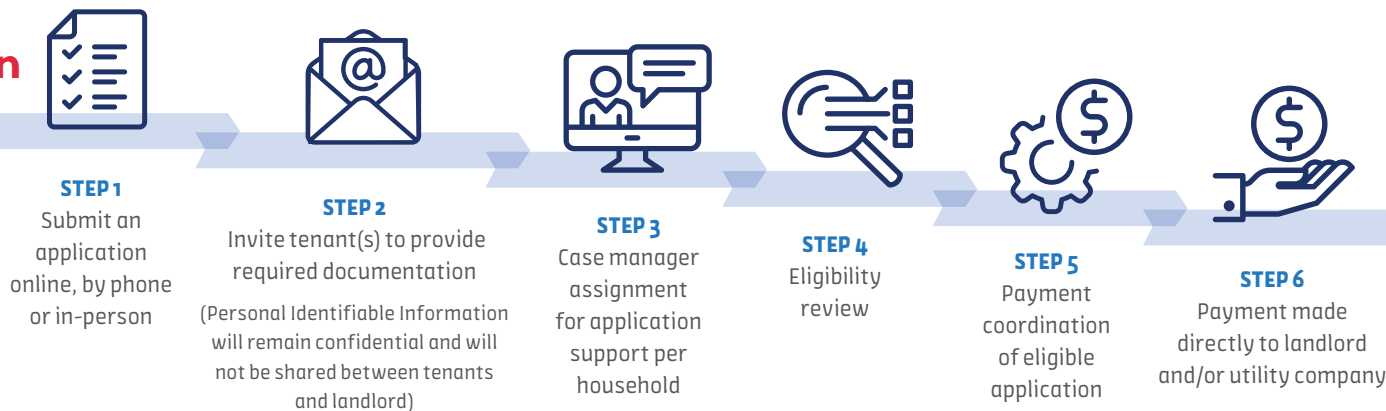 n
STEP 1
Submit an
application
online, by phone
or in-person
STEP 2
Invite tenant(s) to provide
required documentation
(Personal Identifiable Information
will remain confidential and will
not be shared between tenants
and landlord)
STEP 3
Case manager
assignment
for application
support per
household
STEP 4
Eligibility
review
STEP 5
Payment
coordination
of eligible
application
STEP 6
Payment made
directly to landlord
and/or utility company